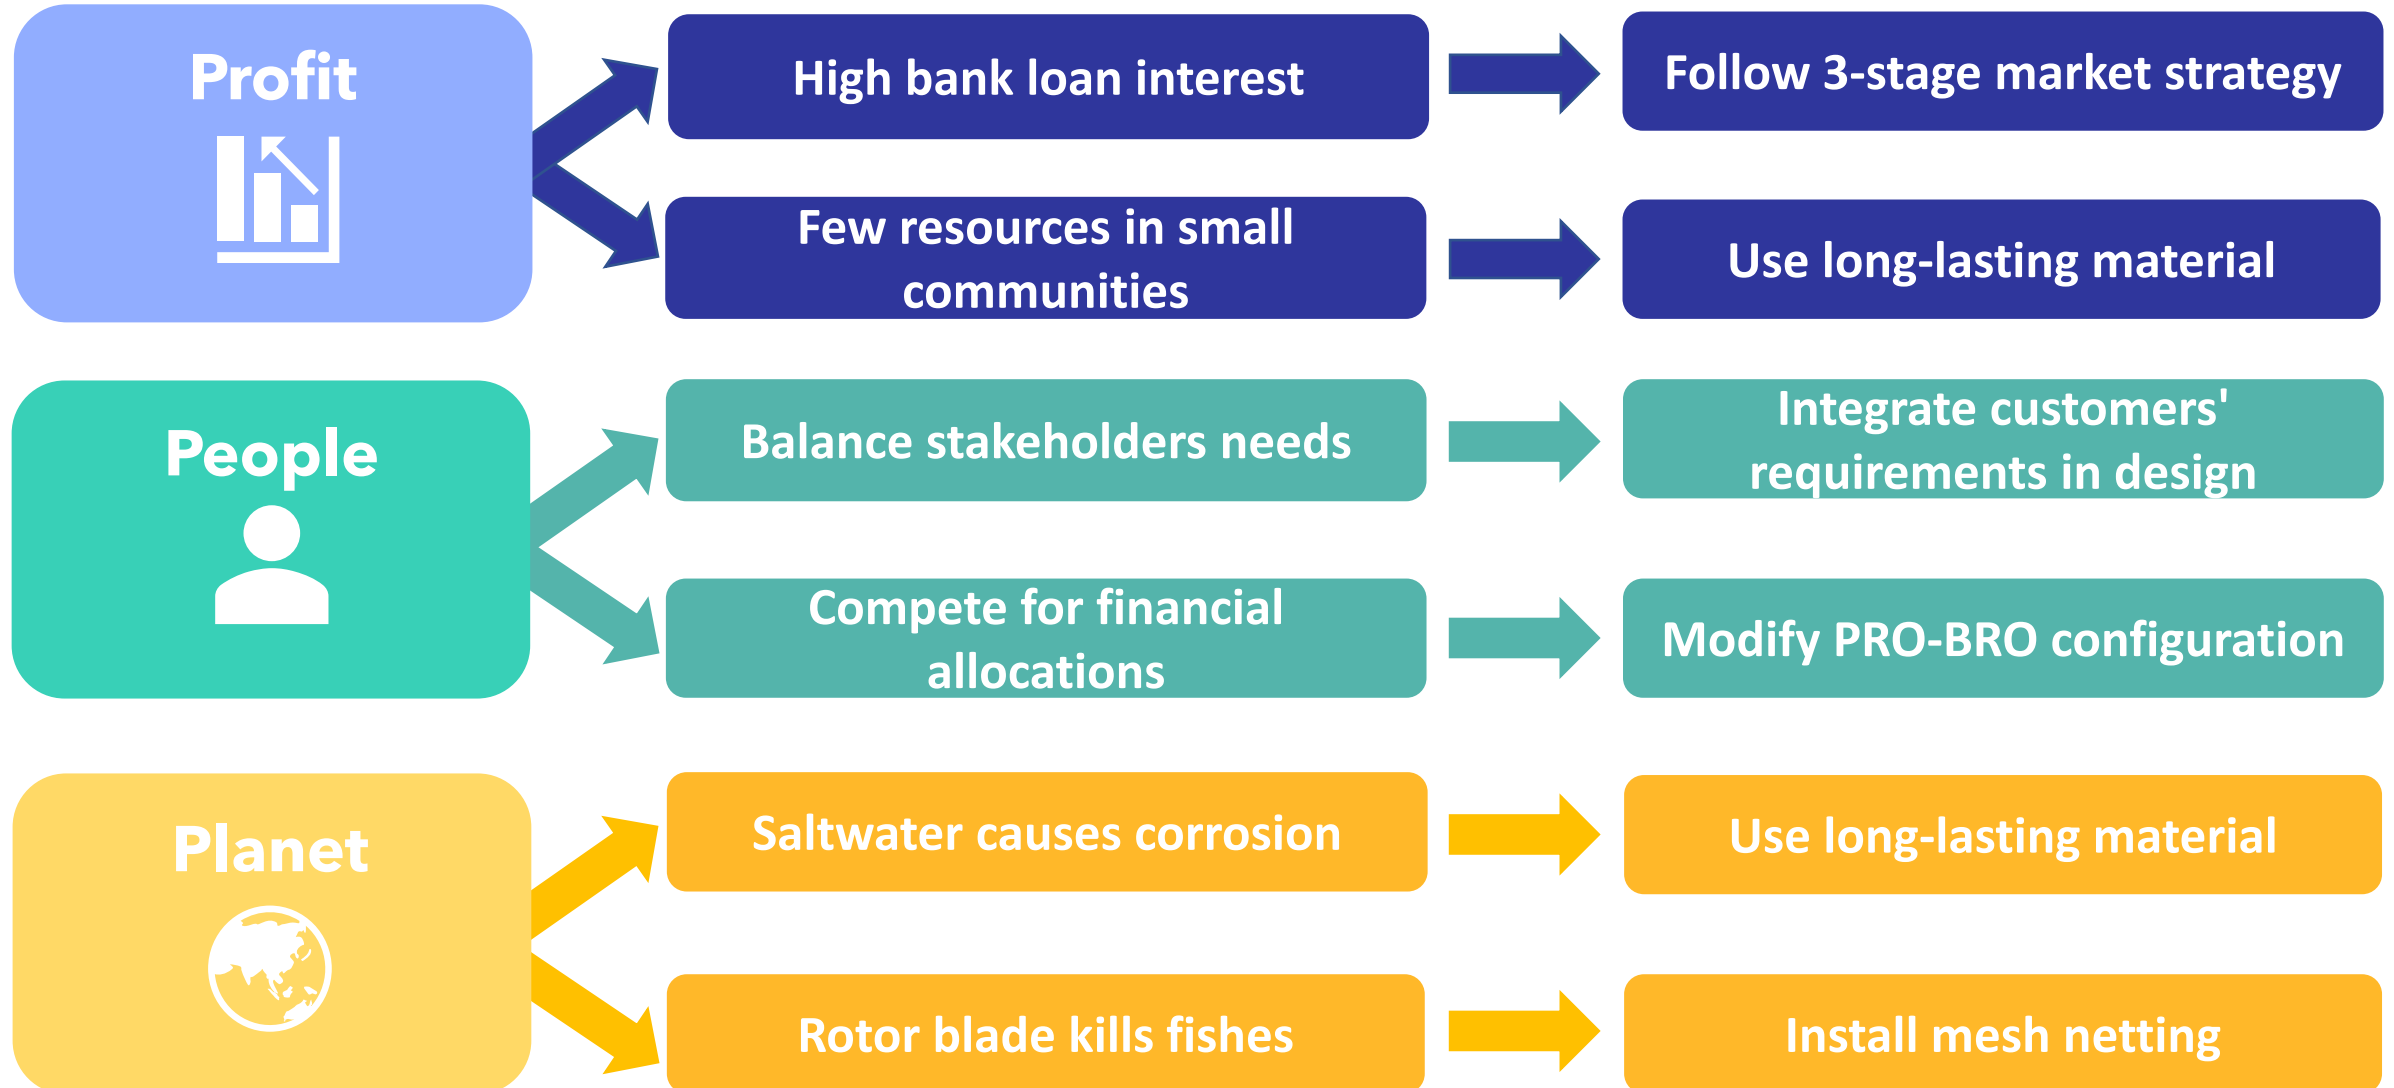 Profit
High bank loan interest
Follow 3-stage market strategy
Few resources in small
communities
Use long-lasting material
People
Balance stakeholders needs
Integrate customers'
requirements in design
Compete for financial
allocations
Modify PRO-BRO configuration
Planet
Saltwater causes corrosion
Use long-lasting material
Rotor blade kills fishes
Install mesh netting